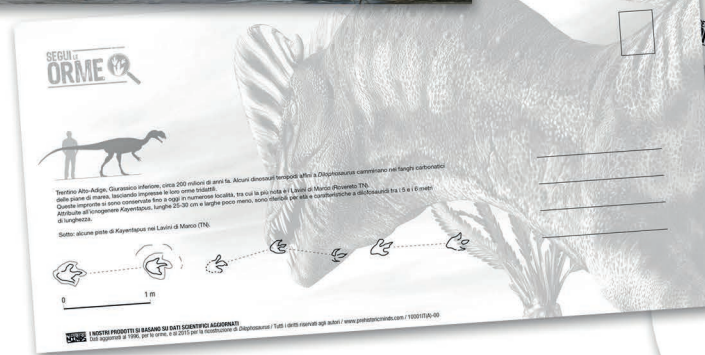 SEGUI LE
ORME
Trentino Alto-Adige, Giurassico inferiore, circa 200 milioni di anni fa. Alcuni dinosauri teropodi affini a Dilophosaurus camminano nei fanghi carbonatici
delle piane di marea, lasciando impresse le loro orme tridattili.
Queste impronte si sono conservate fino a oggi in numerose località, tra cui la più nota è i Lavini di Marco (Rovereto TN).
Attribuite all'icnogenere Kayentapus, lunghe 25-30 cm e larghe poco meno, sono riferibili per età e caratteristiche a dilofosauridi fra i 5 e i 6 metri
di lunghezza.
Sotto: alcune piste di Kayentapus nei Lavini di Marco (TN).
0 1 m
I NOSTRI PRODOTTI SI BASANO SU DATI SCIENTIFICI AGGIORNATI
Dati aggiornati al 1996, per le orme, e al 2015 per la ricostruzione di Dilophosaurus / Tutti i diritti riservati agli autori / www.prehistoricminds.com / 10001IT(A)-00